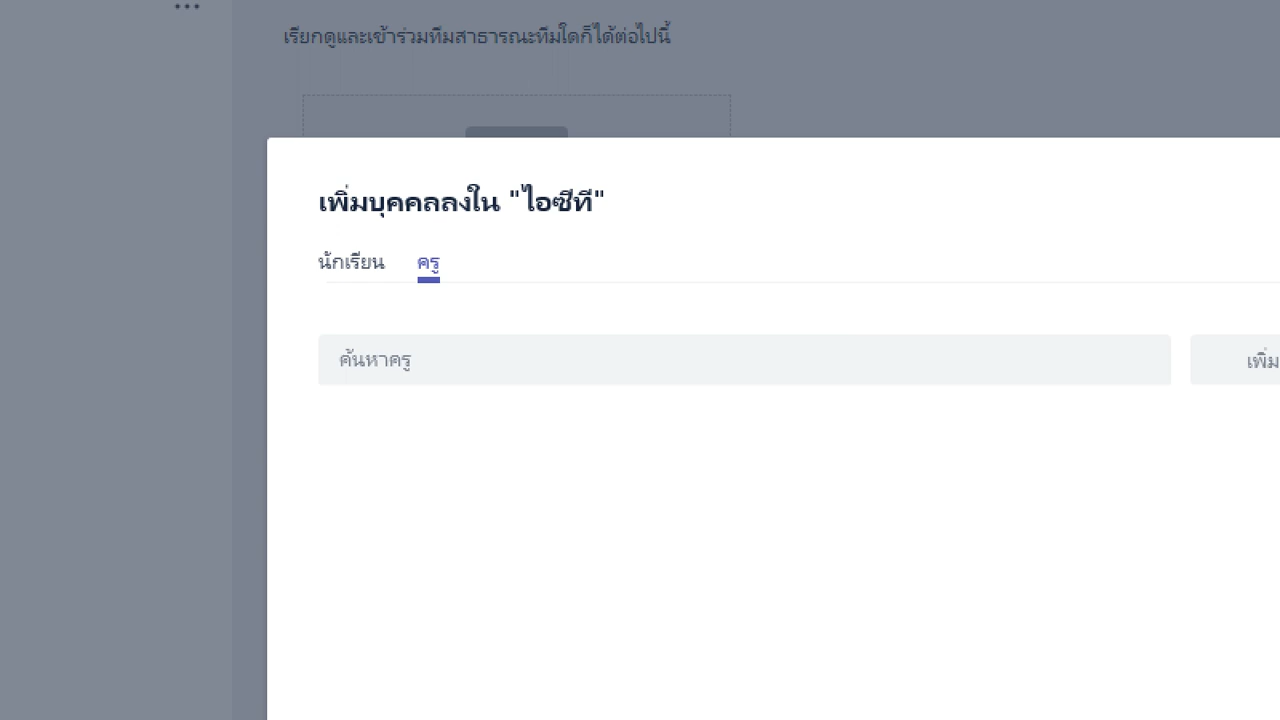 เรียกดูและเข้าร่วมทีมสาธารณะทีมใดก็ได้ต่อไปนี้
เพิ่มบุคคลลงใน "ไอซีที"
นักเรียน ครู
ค้นหาครู เพิ่ม